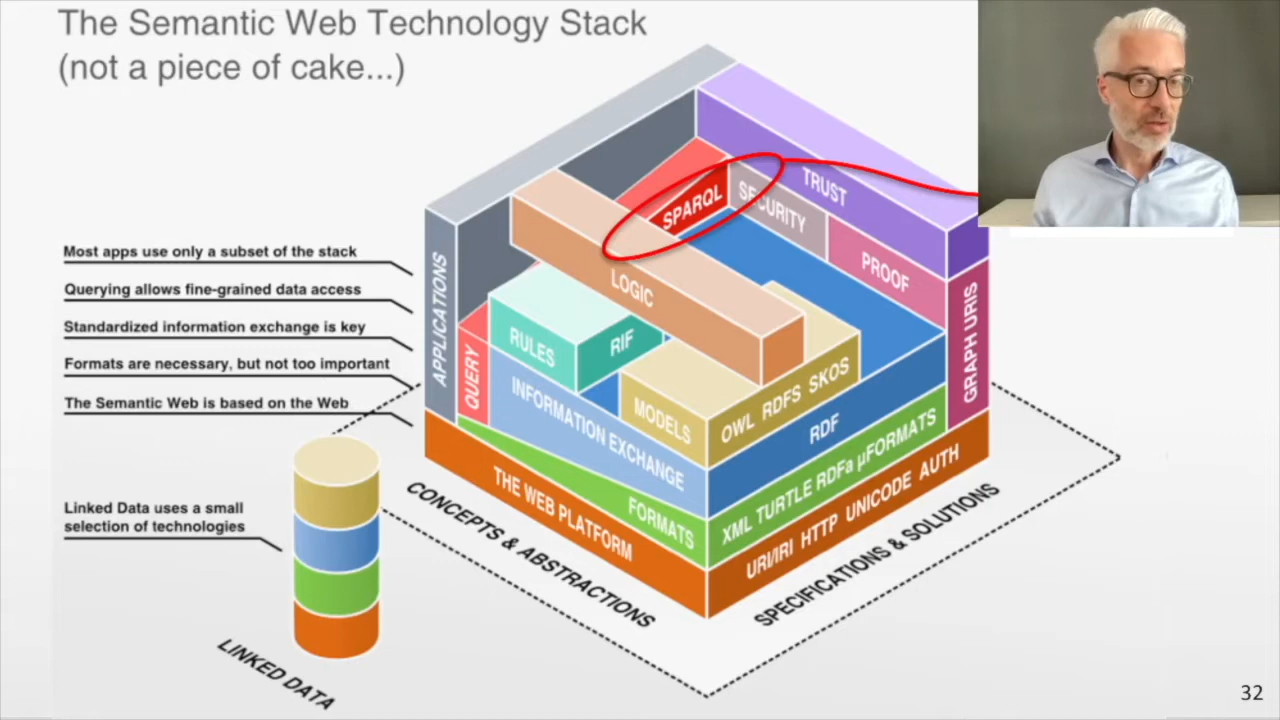 The Semantic Web Technology Stack
(not a piece of cake...)
Most apps use only a subset of the stack
Querying allows fine-grained data access
Standardized information exchange is key
Formats are necessary, but not too important
The Semantic Web is based on the Web
Linked Data uses a small
selection of technologies
LINKED DATA
APPLICATIONS
QUERY
RULES
RIF
LOGIC
SPARQL
SECURITY
TRUST
PROOF
GRAPH URIS
INFORMATION EXCHANGE
MODELS
OWL RDFS SKOS
RDF
FORMATS
XML TURTLE RDFa µFORMATS
THE WEB PLATFORM
URI/IRI HTTP UNICODE AUTH
CONCEPTS & ABSTRACTIONS
SPECIFICATIONS & SOLUTIONS
32